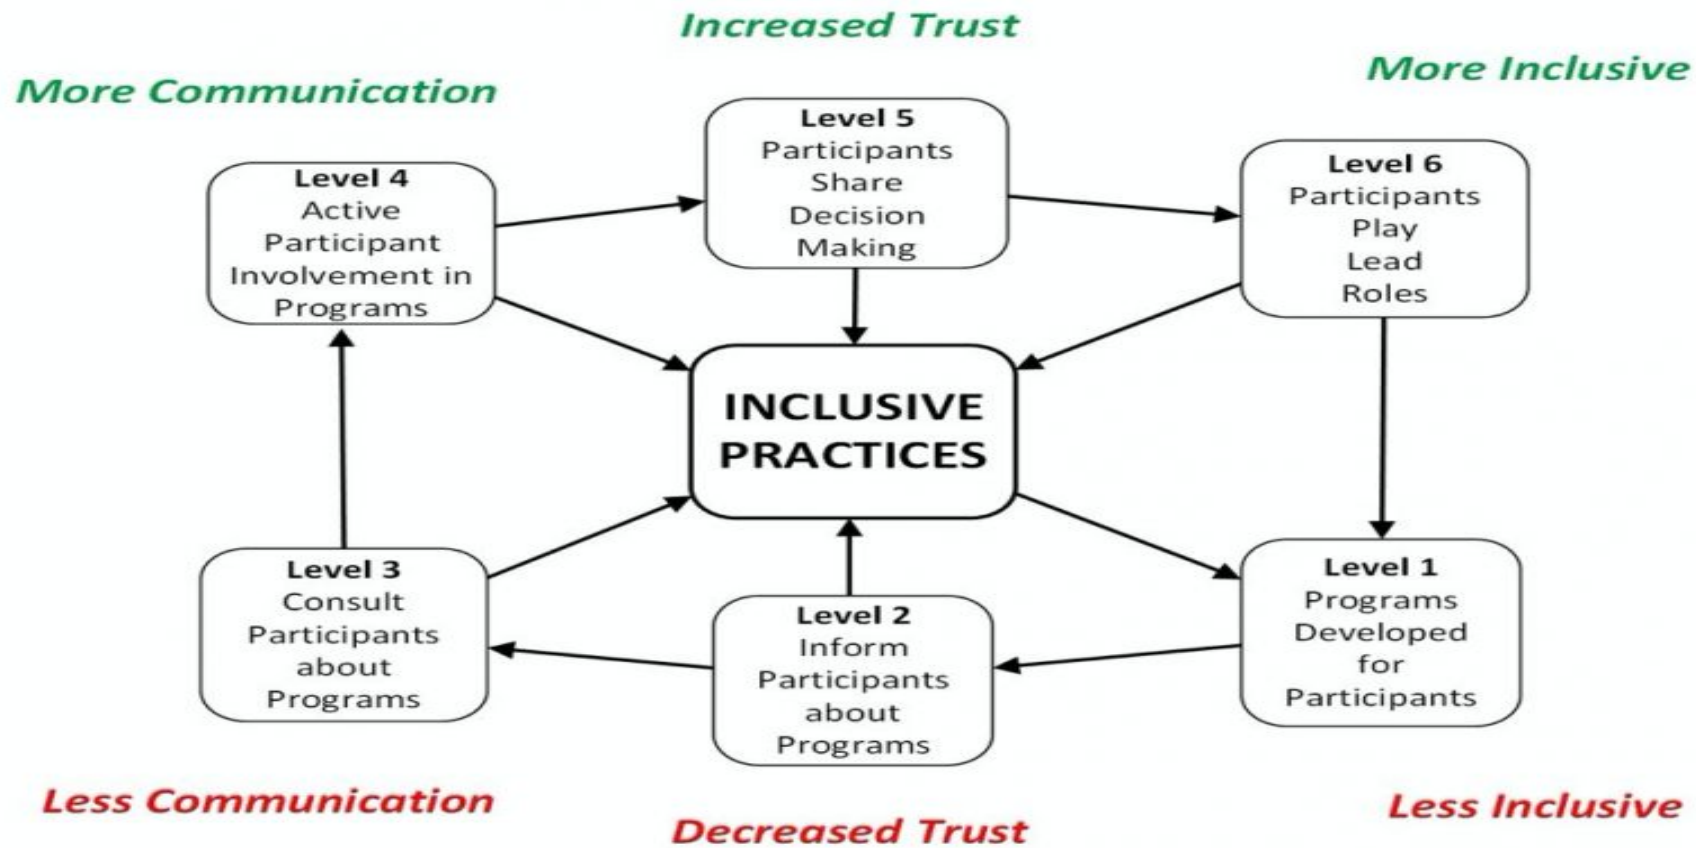 Increased Trust
More Communication
More Inclusive
Level 5
Participants
Share
Decision
Making
Level 4
Active
Participant
Involvement in
Programs
Level 6
Participants
Play
Lead
Roles
INCLUSIVE
PRACTICES
Level 3
Consult
Participants
about
Programs
Level 2
Inform
Participants
about
Programs
Level 1
Programs
Developed
for
Participants
Less Communication
Decreased Trust
Less Inclusive